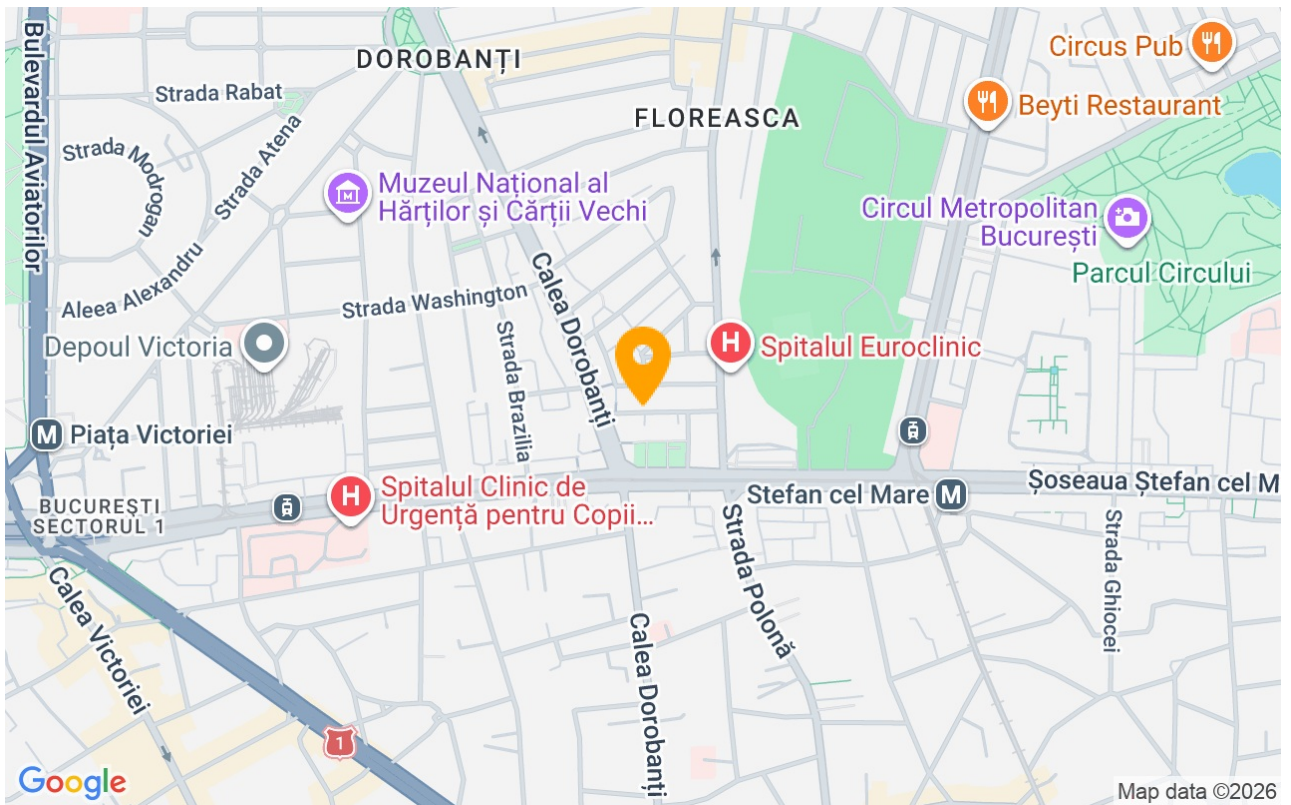 Bulevardul Aviatorilor
DOROBANȚI
Circus Pub
Strada Rabat
Beyti Restaurant
FLOREASCA
Strada Modrogan
Strada Atena
Muzeul Național al
Hărților și Cărții Vechi
Circul Metropolitan
București
Parcul Circului
Aleea Alexandru
Strada Washington
Calea Dorobanți
Depoul Victoria
Strada Brazilia
H
Spitalul Euroclinic
M
Piața Victoriei
BUCUREȘTI
SECTORUL 1
H
Spitalul Clinic de
Urgență pentru Copii...
Ștefan cel Mare
M
Șoseaua Ștefan cel M
Strada Polonă
Strada Ghiocei
Calea Victoriei
Calea Dorobanți
1
Google
Map data ©2026